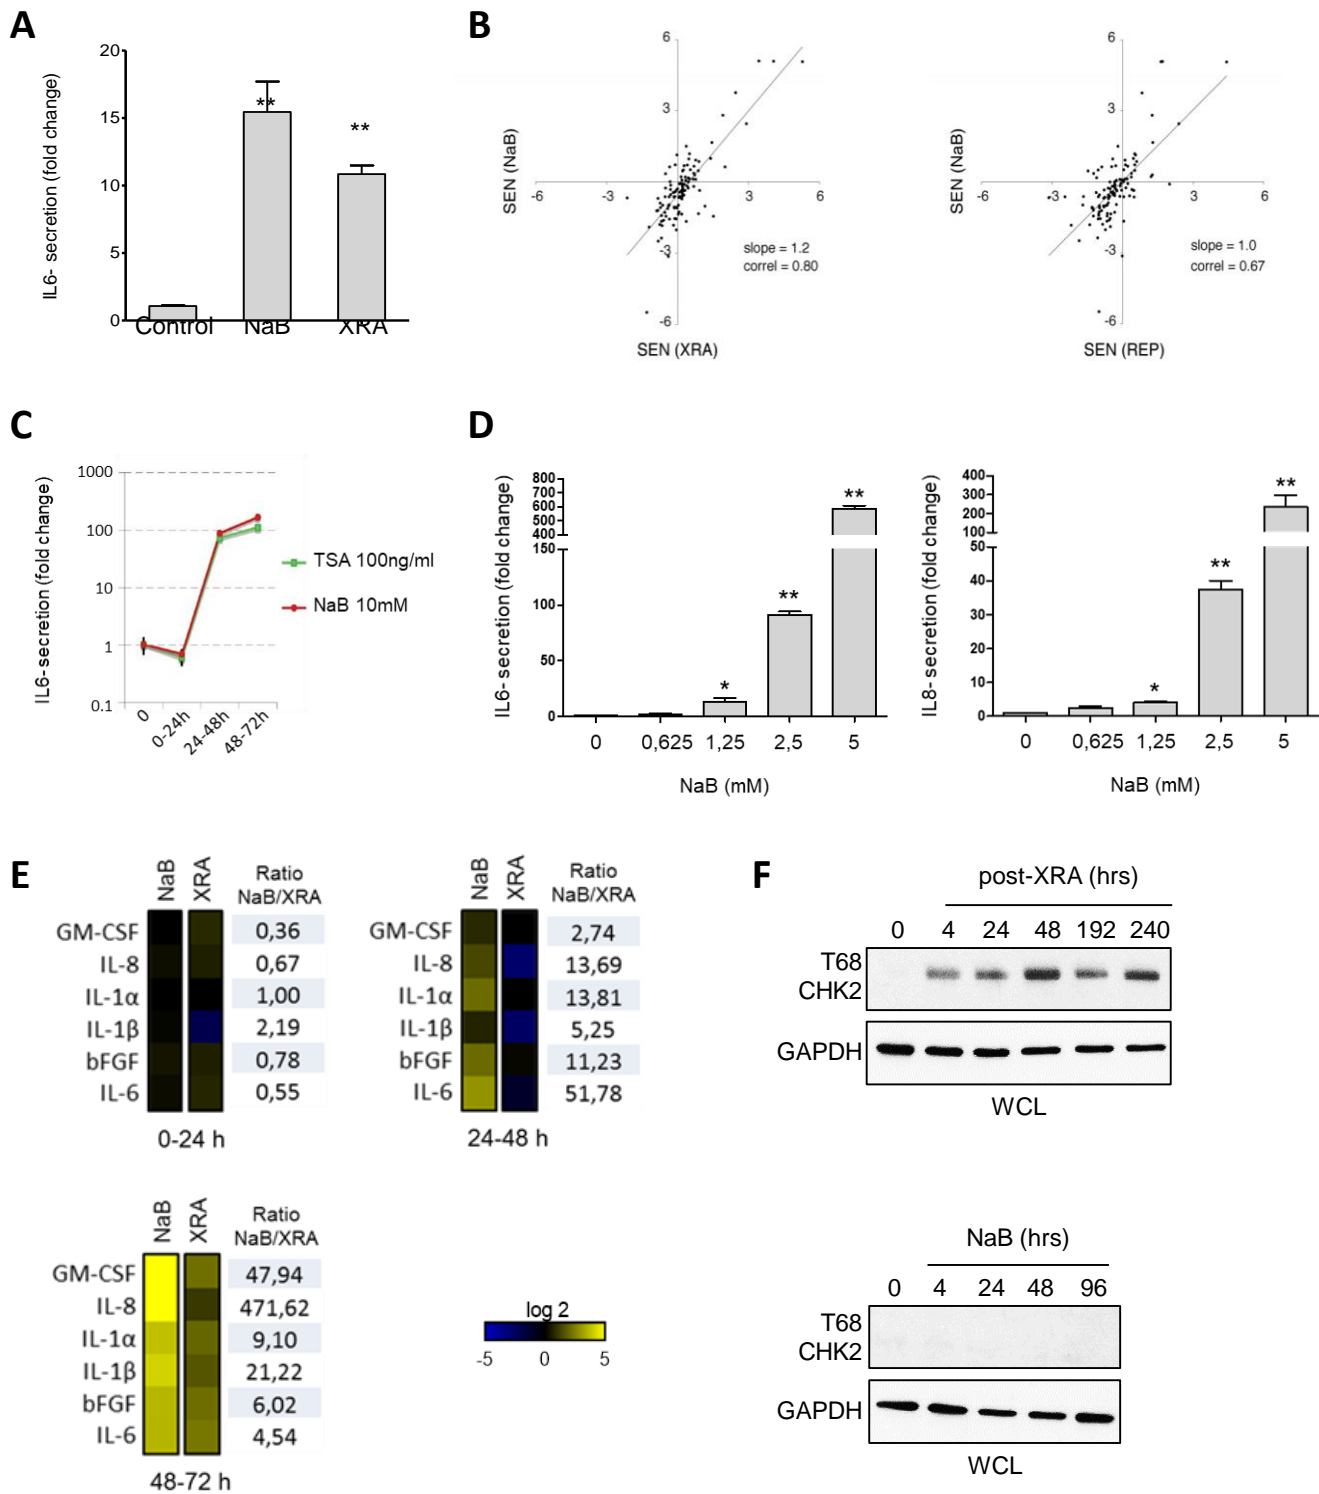 A
IL6- secretion (fold change)
20
15
10
5
0
**
**
Control NaB XRA
B
SEN (NaB)
6
3
-3
-6
-6 -3 3 6
slope = 1.2
correl = 0.80
SEN (XRA)
SEN (NaB)
6
3
-3
-6
-6 -3 3 6
slope = 1.0
correl = 0.67
SEN (REP)
C
IL6- secretion (fold change)
1000
100
10
1
0.1
0 0-24h 24-48h 48-72h
TSA 100ng/ml
NaB 10mM
D
IL6- secretion (fold change)
800
700
600
500
400
150
100
50
0
* ** **
0 0,625 1,25 2,5 5
NaB (mM)
IL8- secretion (fold change)
400
300
200
100
50
40
30
20
10
0
* ** **
0 0,625 1,25 2,5 5
NaB (mM)
E
NaB XRA Ratio
NaB/XRA
GM-CSF 0,36
IL-8 0,67
IL-1α 1,00
IL-1β 2,19
bFGF 0,78
IL-6 0,55
0-24 h
NaB XRA Ratio
NaB/XRA
GM-CSF 2,74
IL-8 13,69
IL-1α 13,81
IL-1β 5,25
bFGF 11,23
IL-6 51,78
24-48 h
NaB XRA Ratio
NaB/XRA
GM-CSF 47,94
IL-8 471,62
IL-1α 9,10
IL-1β 21,22
bFGF 6,02
IL-6 4,54
48-72 h
log 2
-5 0 5
F
post-XRA (hrs)
0 4 24 48 192 240
T68
CHK2
GAPDH
WCL
NaB (hrs)
0 4 24 48 96
T68
CHK2
GAPDH
WCL